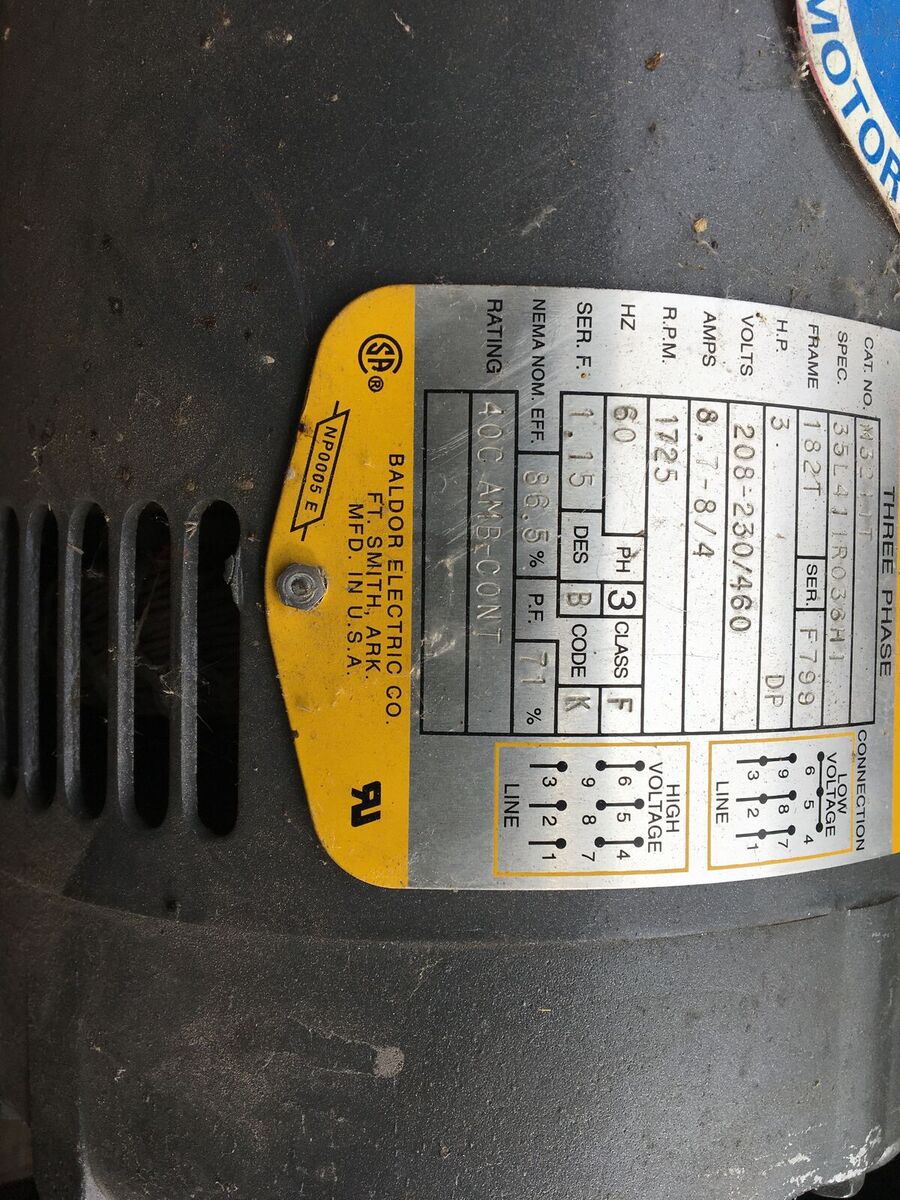 MOTOR
THREE PHASE
CAT. NO. M3211T
SPEC. 35L411R036H1
FRAME 182T SER. F799
H.P. 3. DP
VOLTS 208-230/460
AMPS 8.7-8/4
R.P.M. 1725
HZ 60 PH 3 CLASS F
SER. F. 1.15 DES B CODE K
NEMA NOM. EFF. 86.5 % P.F. 71 %
RATING 40C AMB-CONT
CONNECTION
LOW
VOLTAGE
6 5 4
9 8 7
3 2 1
LINE
HIGH
VOLTAGE
6 5 4
9 8 7
3 2 1
LINE
SA ®
NP0005 E
BALDOR ELECTRIC CO.
FT. SMITH, ARK.
MFD. IN U.S.A.
RU